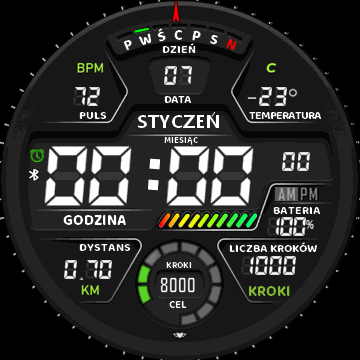 P W Ś C P S N
DZIEŃ
BPM
07
C
72
-23°
PULS
DATA
TEMPERATURA
STYCZEŃ
MIESIĄC
00:00
00
AM PM
GODZINA
BATERIA
100%
DYSTANS
LICZBA KROKÓW
0.70
KROKI
1000
KM
8000
KROKI
CEL